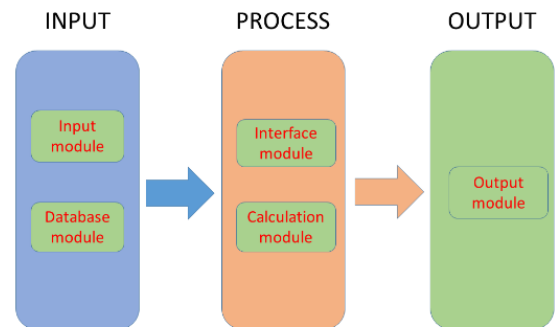 INPUT
PROCESS
OUTPUT
Input
module
Database
module
Interface
module
Calculation
module
Output
module